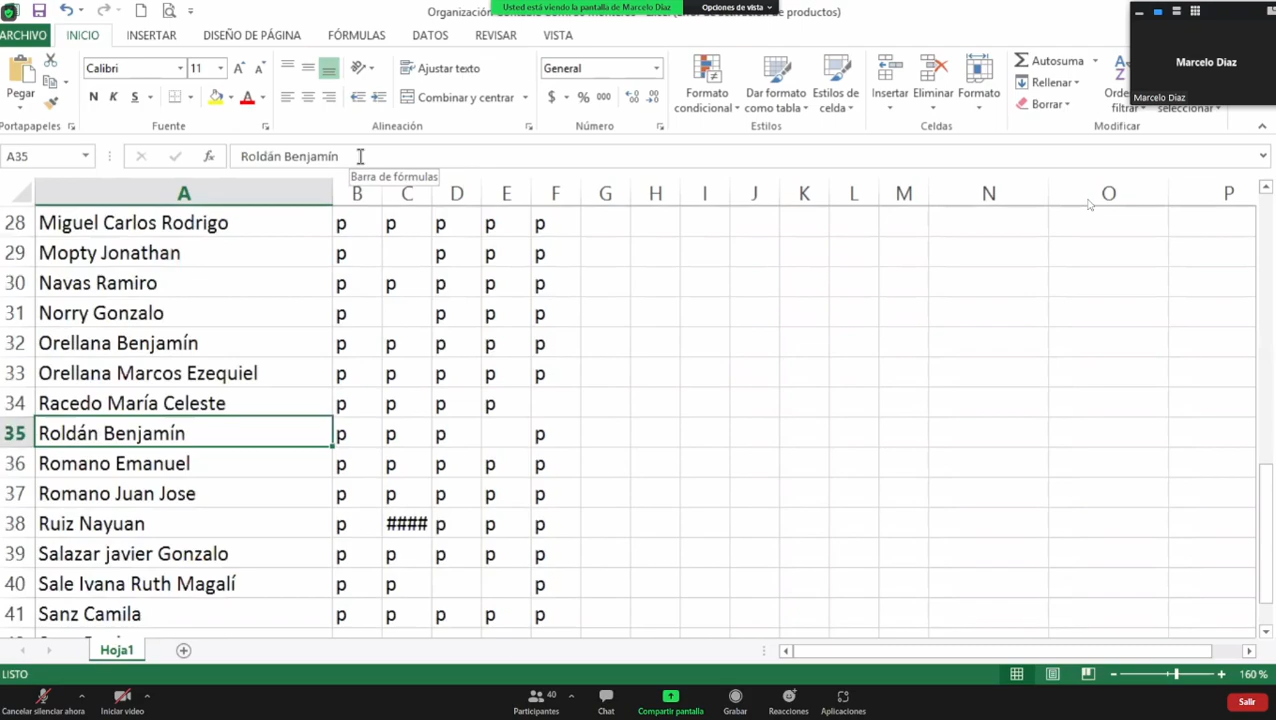 Usted está viendo la pantalla de Marcelo Diaz
Opciones de vista
ARCHIVO INICIO INSERTAR DISEÑO DE PÁGINA FÓRMULAS DATOS REVISAR VISTA
Marcelo Diaz
Marcelo Diaz
Pegar
Calibri 11
N K S
Ajustar texto
Combinar y centrar
General
$ % 000
Formato condicional
Dar formato como tabla
Estilos de celda
Insertar Eliminar Formato
Autosuma
Rellenar
Borrar
Portapapeles Fuente Alineación Número Estilos Celdas Modificar
A35 fx Roldán Benjamín
Barra de fórmulas
A B C D E F G H I J K L M N O P
28 Miguel Carlos Rodrigo p p p p p
29 Mopty Jonathan p p p p
30 Navas Ramiro p p p p p
31 Norry Gonzalo p p p p
32 Orellana Benjamín p p p p p
33 Orellana Marcos Ezequiel p p p p p
34 Racedo María Celeste p p p p
35 Roldán Benjamín p p p p
36 Romano Emanuel p p p p p
37 Romano Juan Jose p p p p p
38 Ruiz Nayuan p #### p p p
39 Salazar javier Gonzalo p p p p p
40 Sale Ivana Ruth Magalí p p p
41 Sanz Camila p p p p p
Hoja1
LISTO 160 %
Cancelar silenciar ahora
Iniciar video
Participantes 40
Chat
Compartir pantalla
Grabar
Reacciones
Aplicaciones
Salir